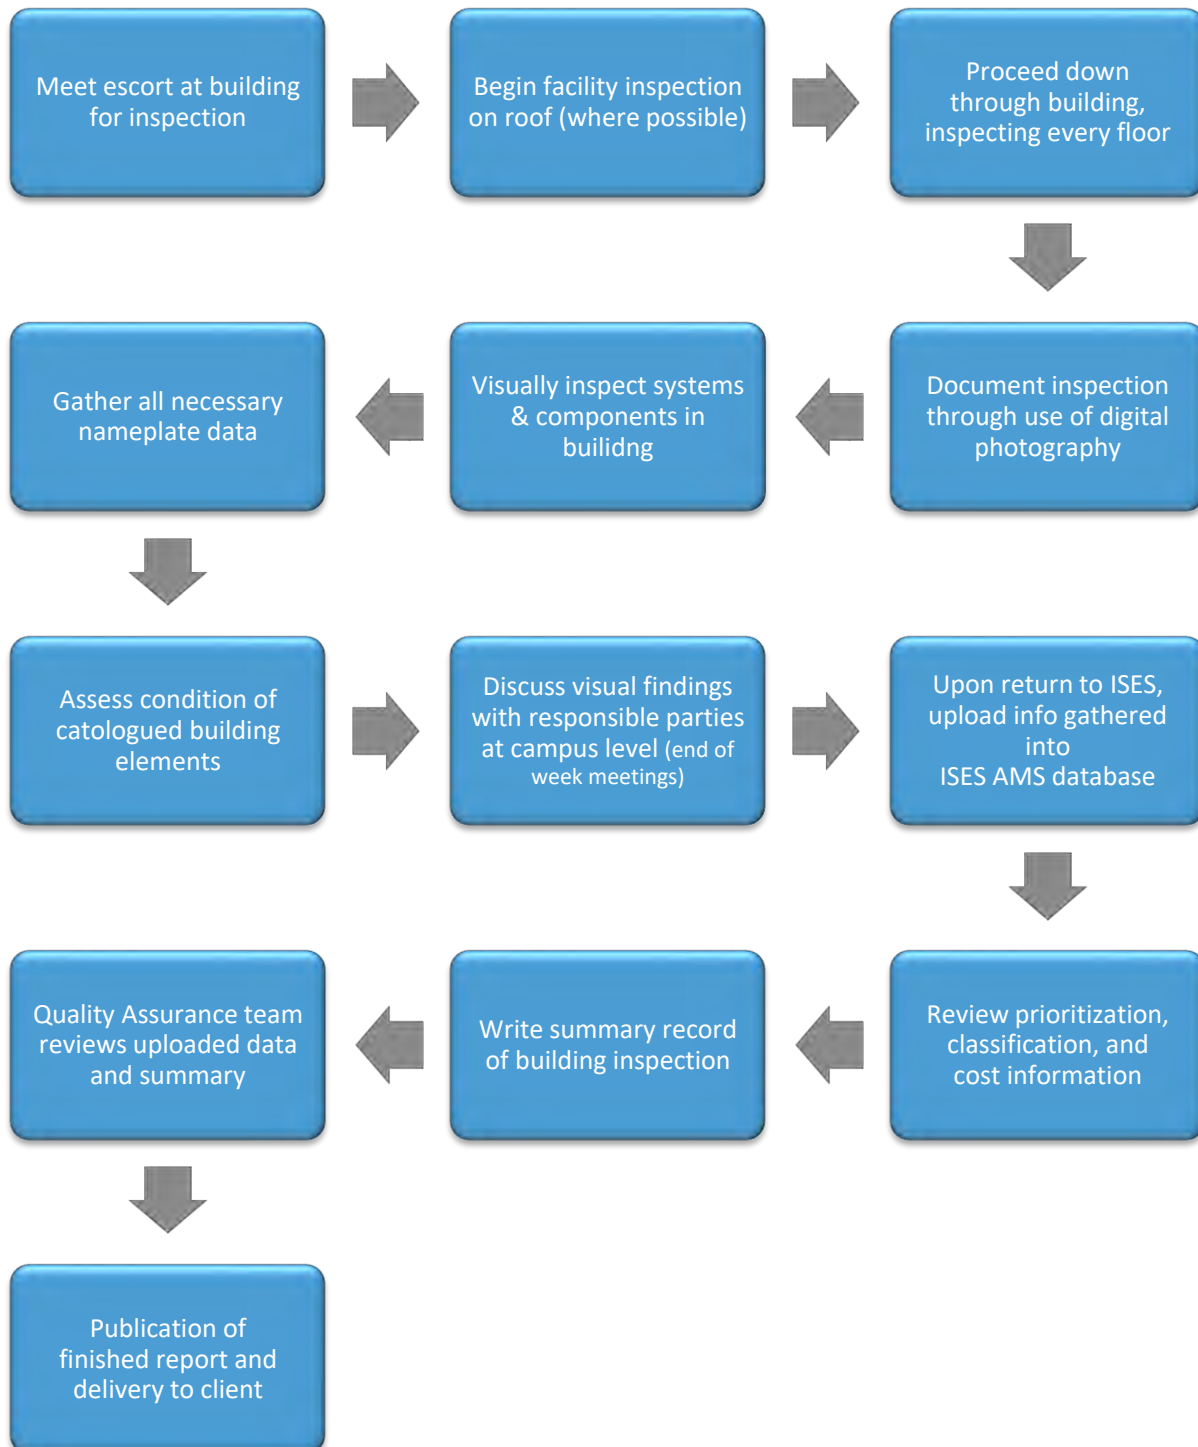 Meet escort at building
for inspection
Begin facility inspection
on roof (where possible)
Proceed down
through building,
inspecting every floor
Document inspection
through use of digital
photography
Visually inspect systems
& components in
builidng
Gather all necessary
nameplate data
Assess condition of
catologued building
elements
Discuss visual findings
with responsible parties
at campus level (end of
week meetings)
Upon return to ISES,
upload info gathered
into
ISES AMS database
Review prioritization,
classification, and
cost information
Write summary record
of building inspection
Quality Assurance team
reviews uploaded data
and summary
Publication of
finished report and
delivery to client